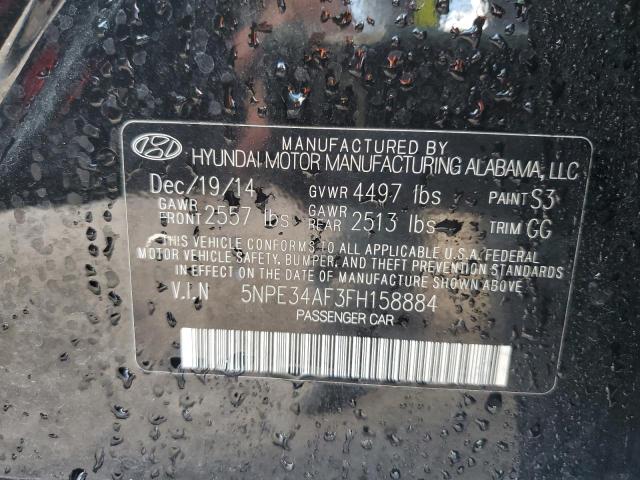 MANUFACTURED BY
HYUNDAI MOTOR MANUFACTURING ALABAMA, LLC
Dec/19/14 GVWR 4497 lbs PAINT S3
GAWR FRONT 2557 lbs GAWR REAR 2513 lbs TRIM GG
THIS VEHICLE CONFORMS TO ALL APPLICABLE U.S.A. FEDERAL
MOTOR VEHICLE SAFETY, BUMPER, AND THEFT PREVENTION STANDARDS
IN EFFECT ON THE DATE OF MANUFACTURE SHOWN ABOVE.
V.I.N 5NPE34AF3FH158884
PASSENGER CAR